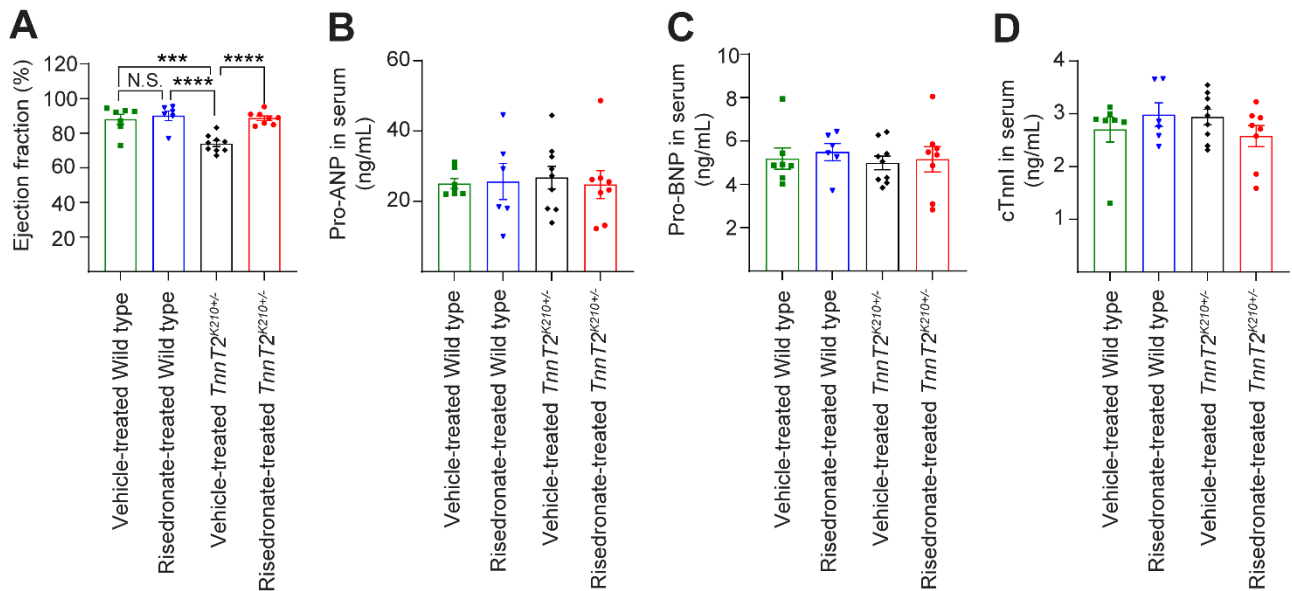 A
Ejection fraction (%)
120
100
80
60
40
20
***
N.S.
****
****
Vehicle-treated Wild type
Risedronate-treated Wild type
Vehicle-treated TnnT2K210+/-
Risedronate-treated TnnT2K210+/-
B
Pro-ANP in serum
(ng/mL)
60
40
20
0
Vehicle-treated Wild type
Risedronate-treated Wild type
Vehicle-treated TnnT2K210+/-
Risedronate-treated TnnT2K210+/-
C
Pro-BNP in serum
(ng/mL)
10
8
6
4
2
Vehicle-treated Wild type
Risedronate-treated Wild type
Vehicle-treated TnnT2K210+/-
Risedronate-treated TnnT2K210+/-
D
cTnnI in serum
(ng/mL)
4
3
2
1
Vehicle-treated Wild type
Risedronate-treated Wild type
Vehicle-treated TnnT2K210+/-
Risedronate-treated TnnT2K210+/-